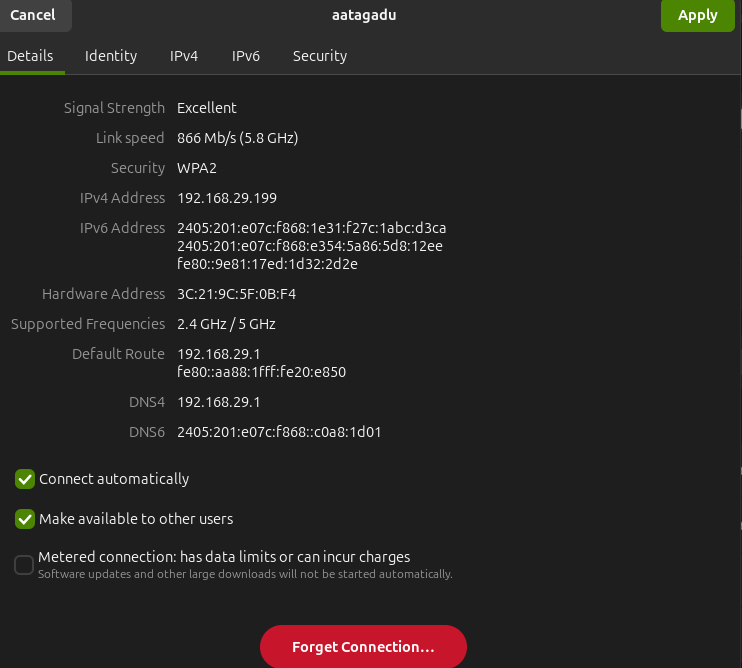 Cancel aatagadu Apply
Details Identity IPv4 IPv6 Security
Signal Strength Excellent
Link speed 866 Mb/s (5.8 GHz)
Security WPA2
IPv4 Address 192.168.29.199
IPv6 Address 2405:201:e07c:f868:1e31:f27c:1abc:d3ca
2405:201:e07c:f868:e354:5a86:5d8:12ee
fe80::9e81:17ed:1d32:2d2e
Hardware Address 3C:21:9C:5F:0B:F4
Supported Frequencies 2.4 GHz / 5 GHz
Default Route 192.168.29.1
fe80::aa88:1fff:fe20:e850
DNS4 192.168.29.1
DNS6 2405:201:e07c:f868::c0a8:1d01
Connect automatically
Make available to other users
Metered connection: has data limits or can incur charges
Software updates and other large downloads will not be started automatically.
Forget Connection…